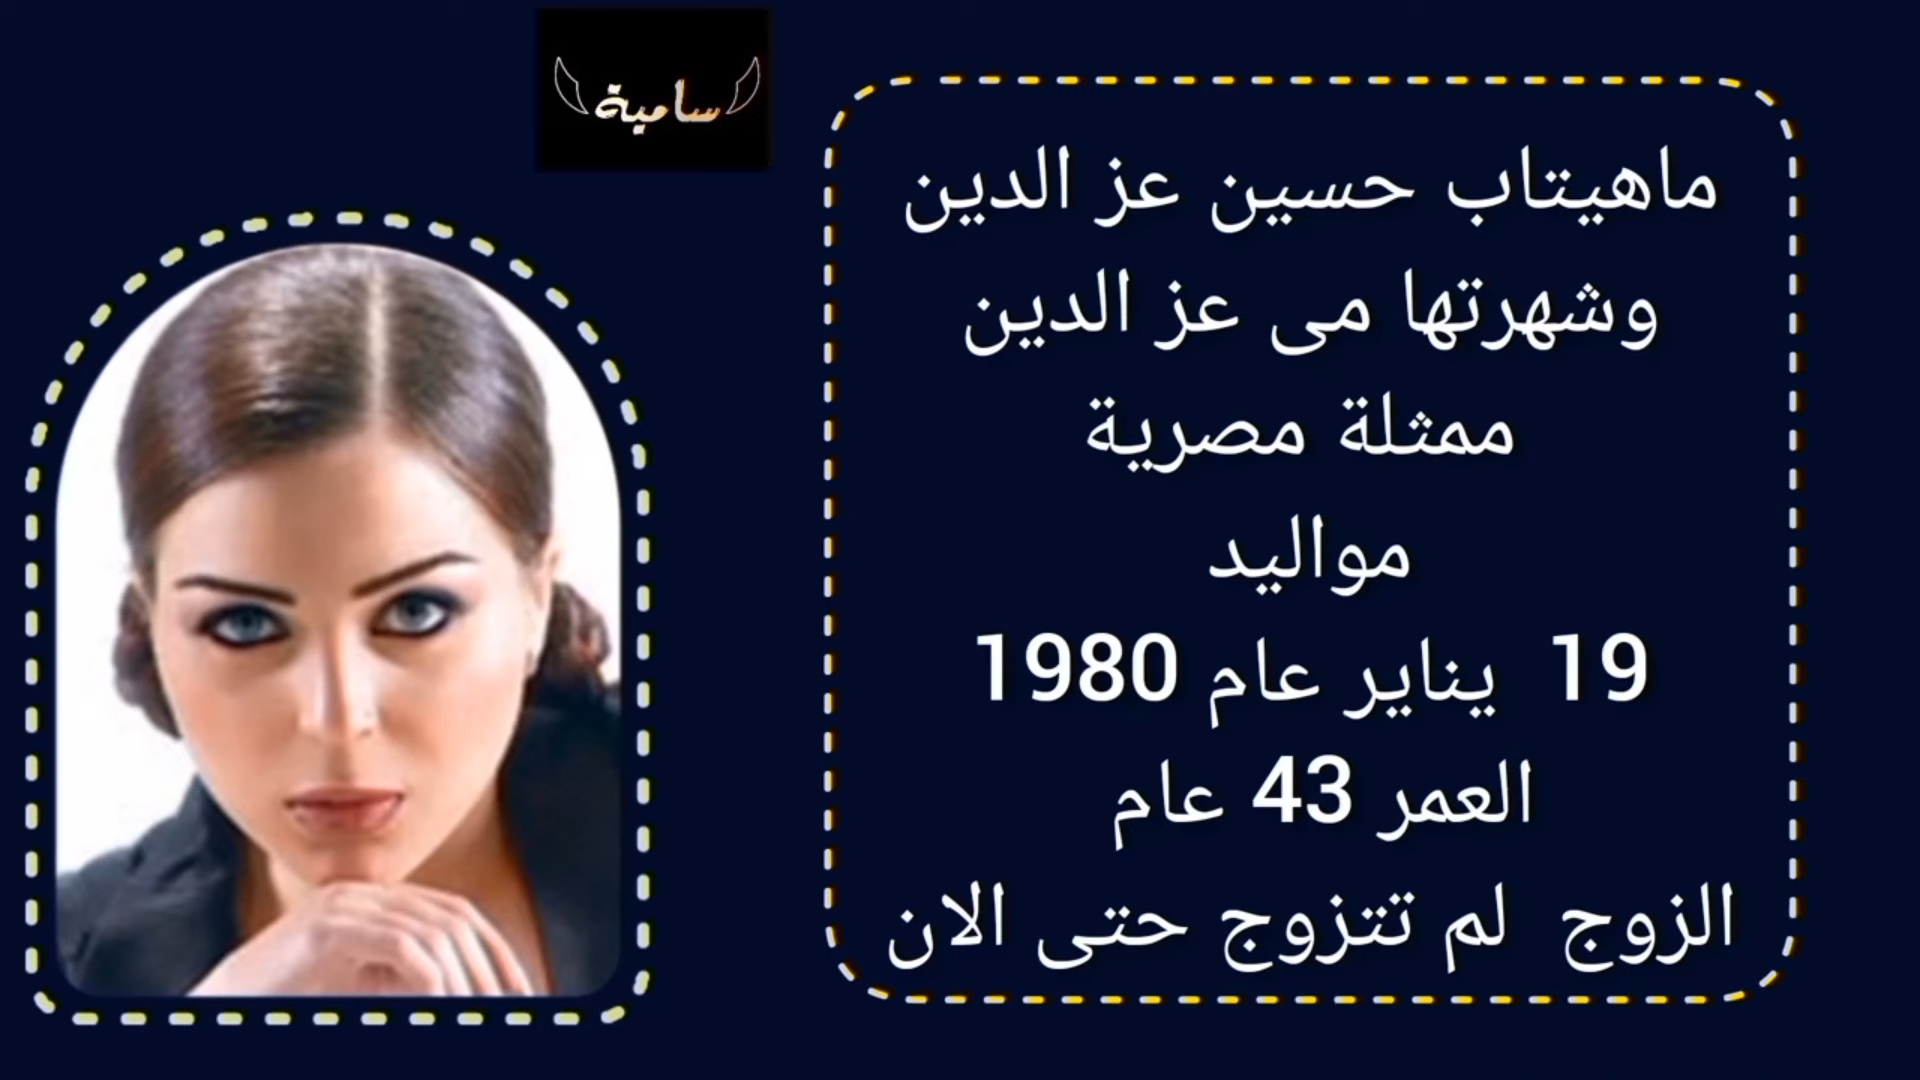 سامية
ماهيتاب حسين عز الدين
وشهرتها مى عز الدين
ممثلة مصرية
مواليد
19 يناير عام 1980
العمر 43 عام
الزوج لم تتزوج حتى الان